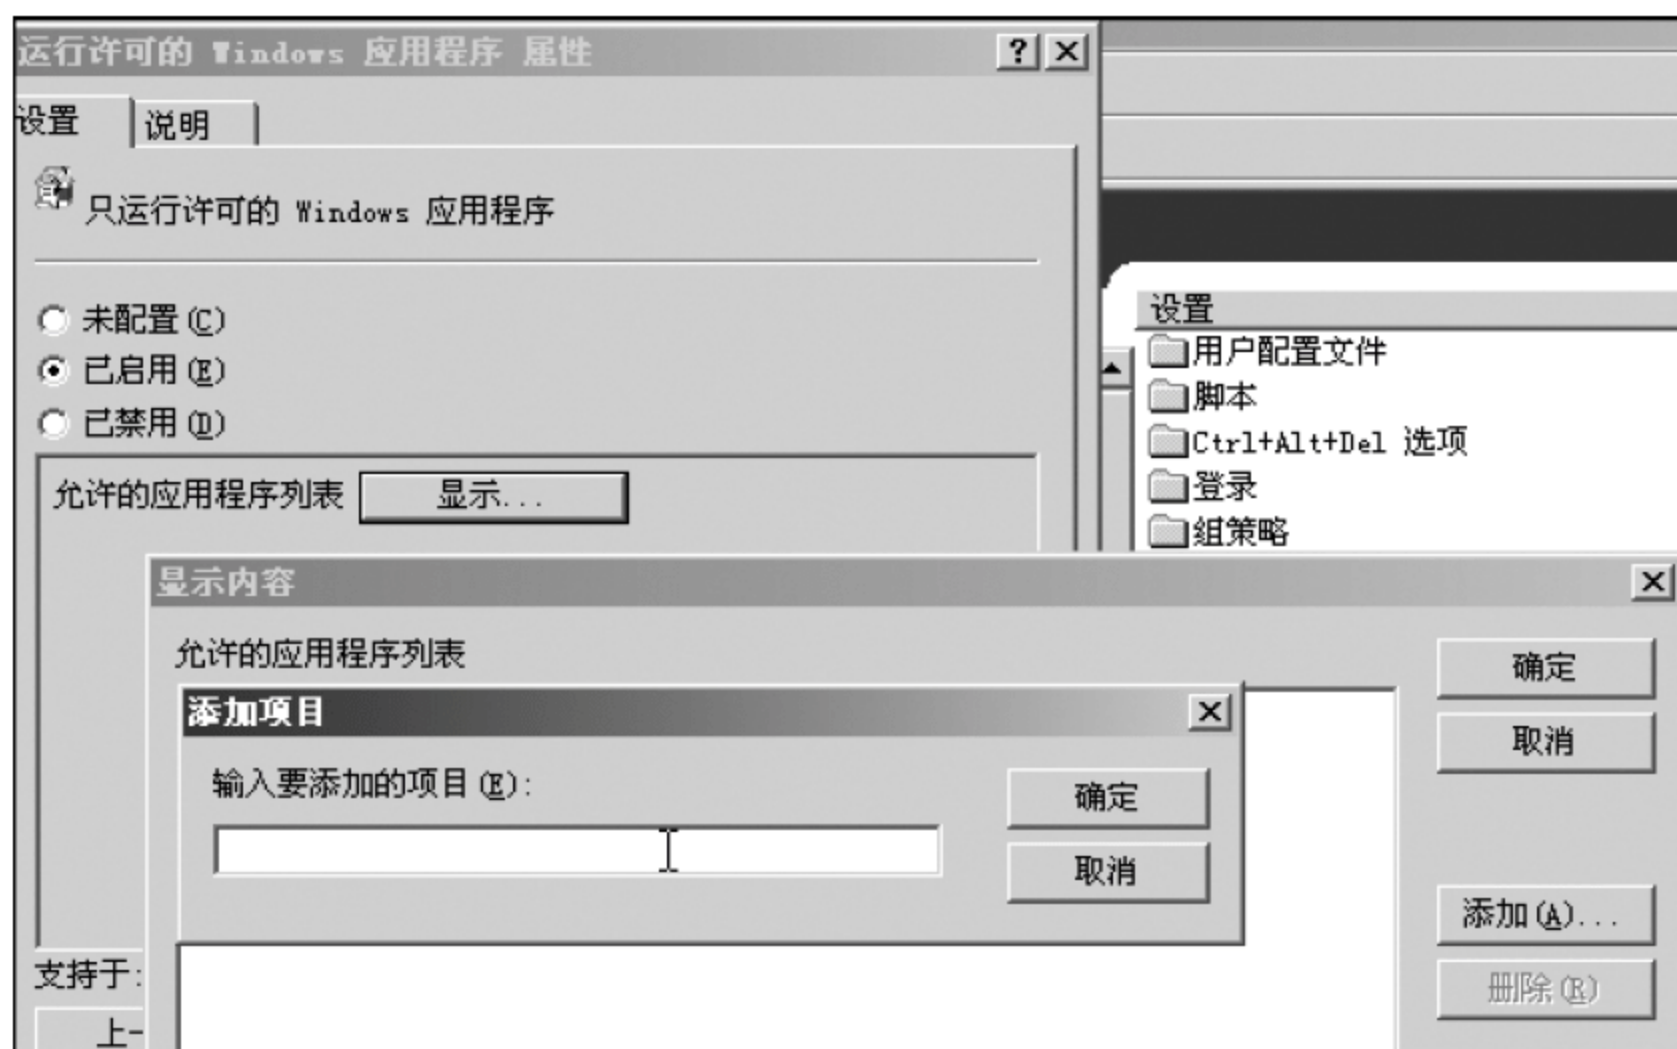 运行许可的 Windows 应用程序 属性
设置
说明
只运行许可的 Windows 应用程序
未配置(C)
已启用(E)
已禁用(D)
允许的应用程序列表
显示...
设置
用户配置文件
脚本
Ctrl+Alt+Del 选项
登录
组策略
显示内容
允许的应用程序列表
确定
取消
添加项目
输入要添加的项目(E):
确定
取消
添加(A)...
删除(R)
支持于:
上一